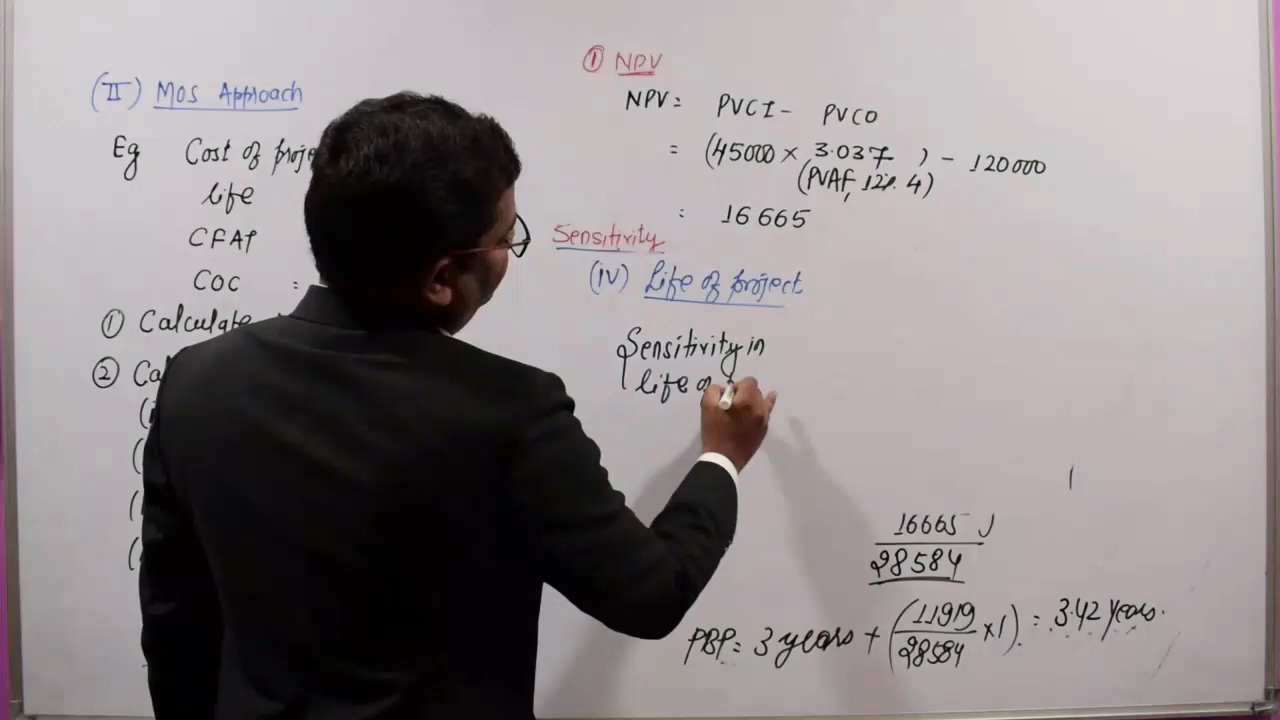 (II) MOS Approach
Eg Cost of proje
life
CFAT
COC :
① Calculate
② Cal
① NPV
NPV = PVCI - PVCO
= (45000 × 3.037 ) - 120000
(PVAF, 12%. 4)
: 16665
Sensitivity
(iv) Life of project
Sensitivity in
life of
16665
28584
PBP = 3 years + (11919/28584 × 1) = 3.42 years.